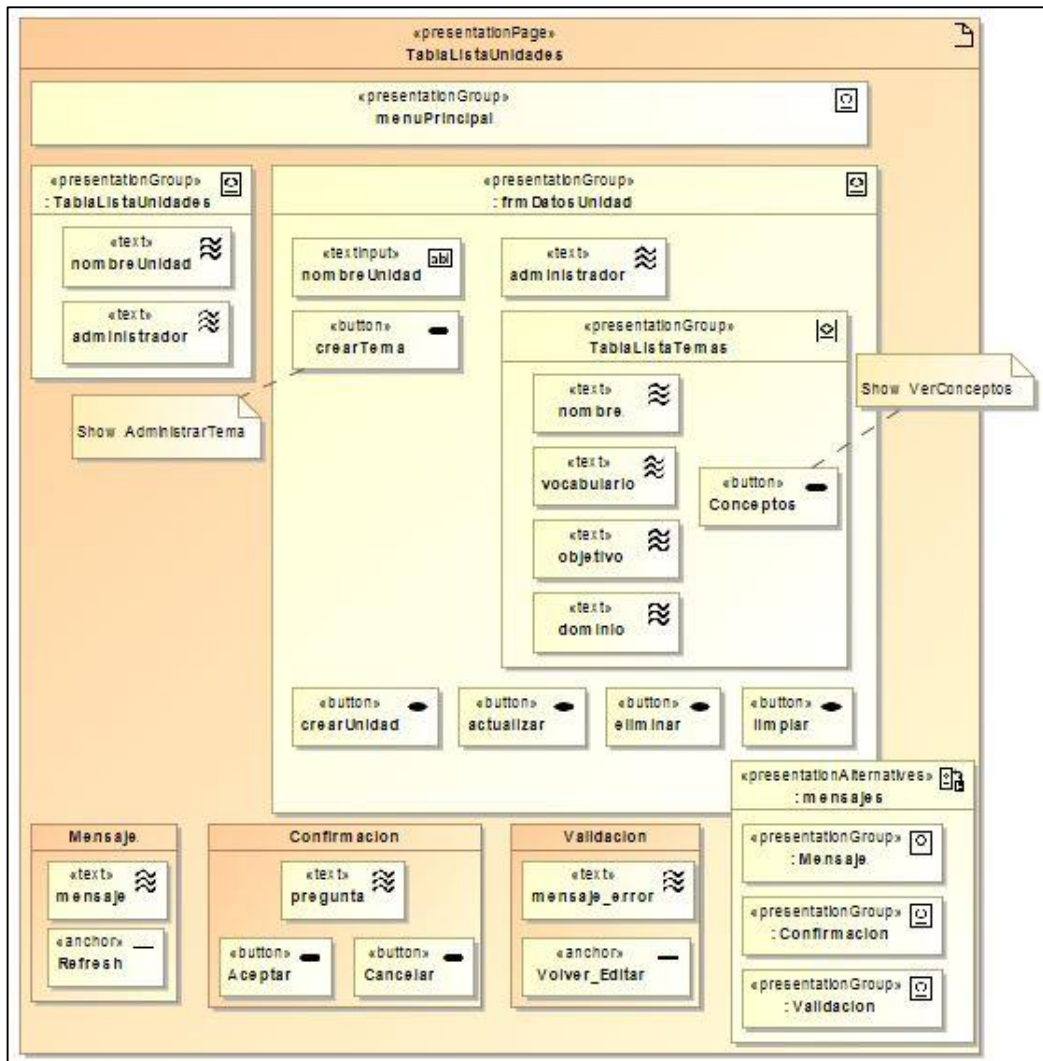 «presentationPage»
TablaListaUnidades
«presentationGroup»
menuPrincipal
«presentationGroup»
: TablaListaUnidades
«text»
nombreUnidad
«text»
administrador
Show AdministrarTema
«presentationGroup»
: frmDatosUnidad
«textInput»
abl
nombreUnidad
«text»
administrador
«button»
crearTema
«presentationGroup»
TablaListaTemas
«text»
nombre
«text»
vocabulario
«text»
objetivo
«text»
dominio
«button»
Conceptos
Show VerConceptos
«button»
crearUnidad
«button»
actualizar
«button»
eliminar
«button»
limpiar
Mensaje
«text»
mensaje
«anchor»
Refresh
Confirmacion
«text»
pregunta
«button»
Aceptar
«button»
Cancelar
Validacion
«text»
mensaje_error
«anchor»
Volver_Editar
«presentationAlternatives»
: mensajes
«presentationGroup»
: Mensaje
«presentationGroup»
: Confirmacion
«presentationGroup»
: Validacion